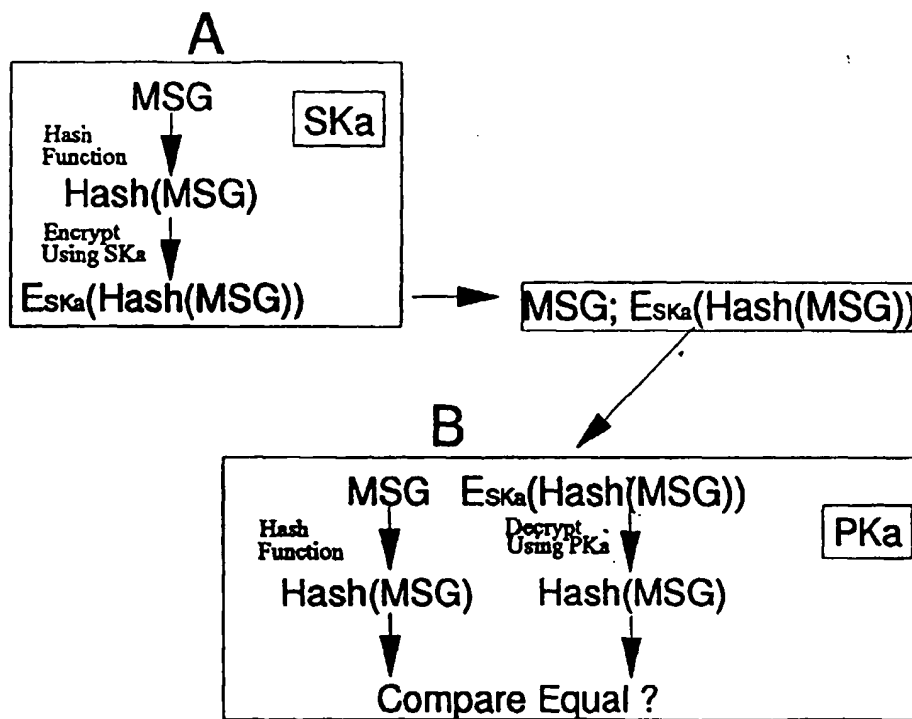 A
MSG
SKa
Hash
Function
Hash(MSG)
Encrypt
Using SKa
ESKa(Hash(MSG))
MSG; ESKa(Hash(MSG))
B
MSG ESKa(Hash(MSG))
PKa
Hash
Function
Decrypt
Using PKa
Hash(MSG) Hash(MSG)
Compare Equal ?